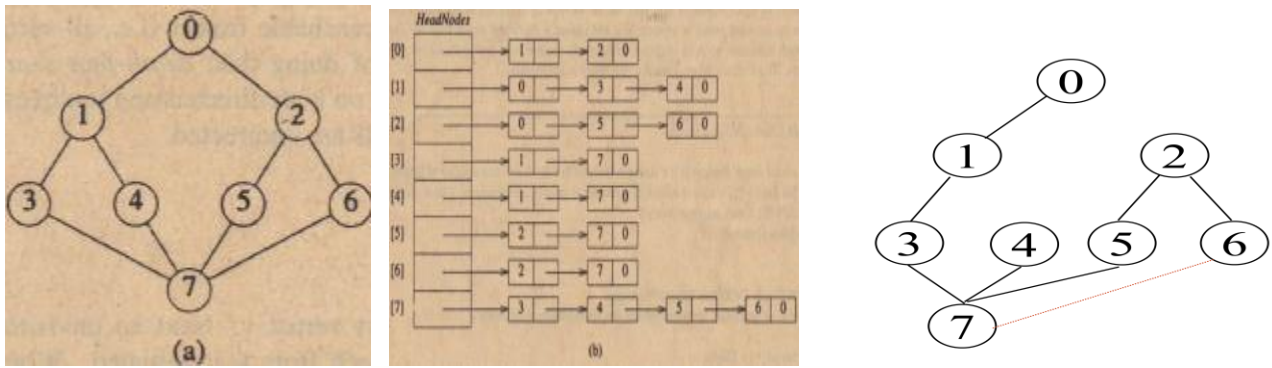 0
1 2
3 4 5 6
7
(a)
HeadNodes
[0] 1 2 0
[1] 0 3 4 0
[2] 0 5 6 0
[3] 1 7 0
[4] 1 7 0
[5] 2 7 0
[6] 2 7 0
[7] 3 4 5 6 0
(b)
0
1 2
3 4 5 6
7